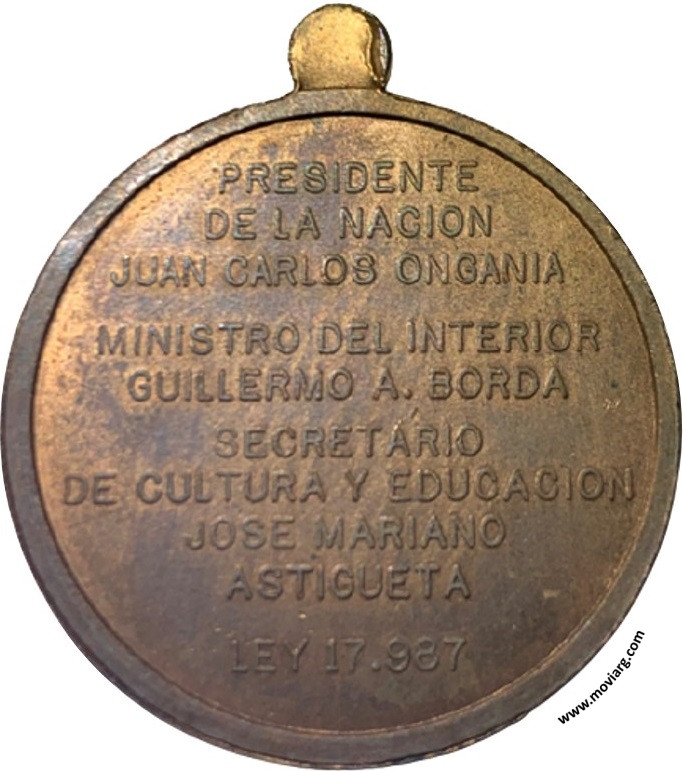 PRESIDENTE
DE LA NACION
JUAN CARLOS ONGANIA
MINISTRO DEL INTERIOR
GUILLERMO A. BORDA
SECRETARIO
DE CULTURA Y EDUCACION
JOSE MARIANO
ASTIGUETA
LEY 17.987
www.moviarg.com